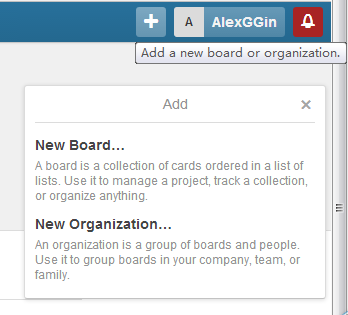 A AlexGGin
Add a new board or organization.
Add
New Board...
A board is a collection of cards ordered in a list of
lists. Use it to manage a project, track a collection,
or organize anything.
New Organization...
An organization is a group of boards and people.
Use it to group boards in your company, team, or
family.